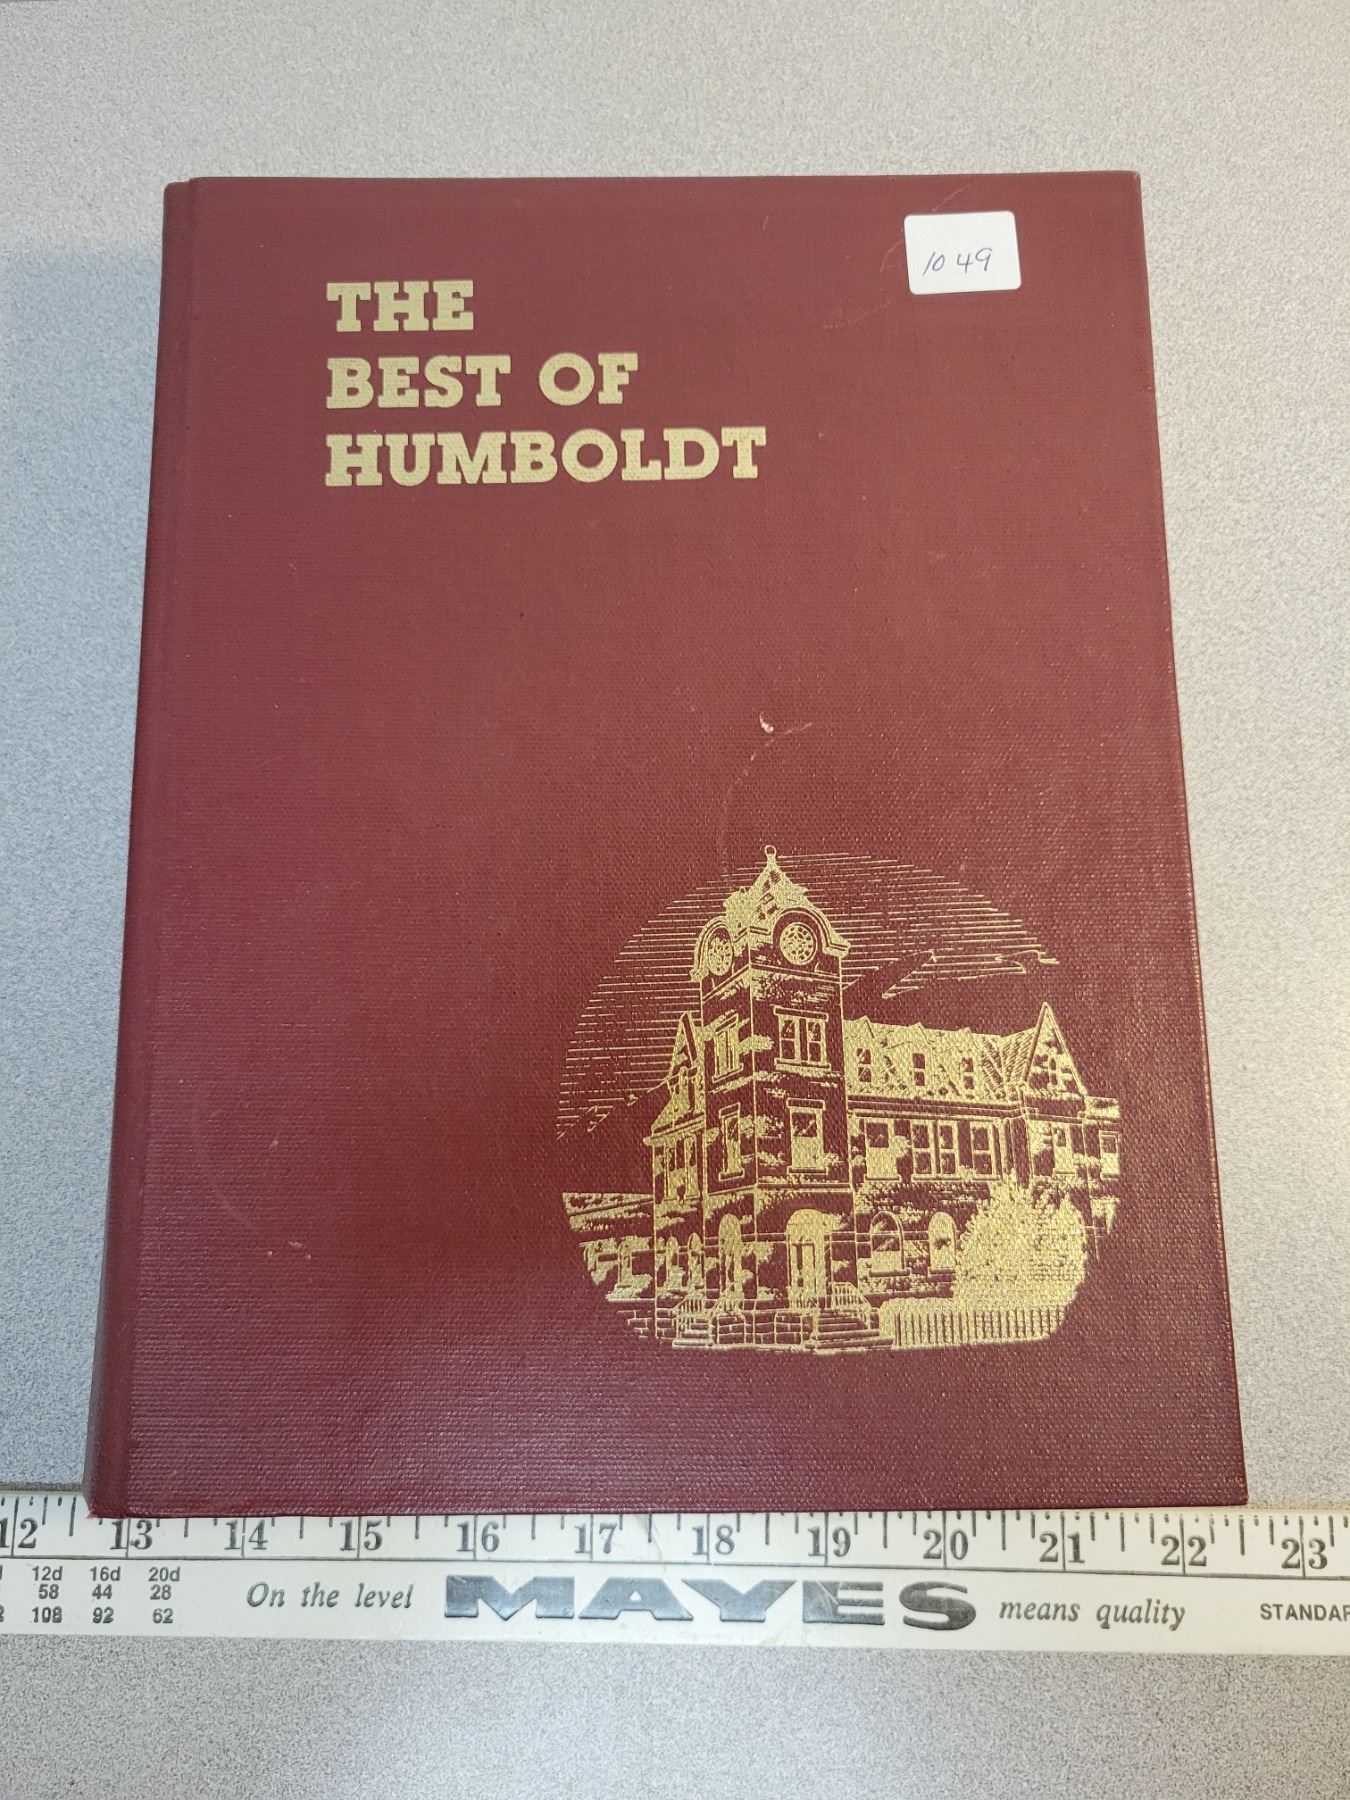 1049
THE
BEST OF
HUMBOLDT
12 13 14 15 16 17 18 19 20 21 22 23
12d 16d 20d
58 44 28
108 92 62
On the level MAYES means quality
STANDAR